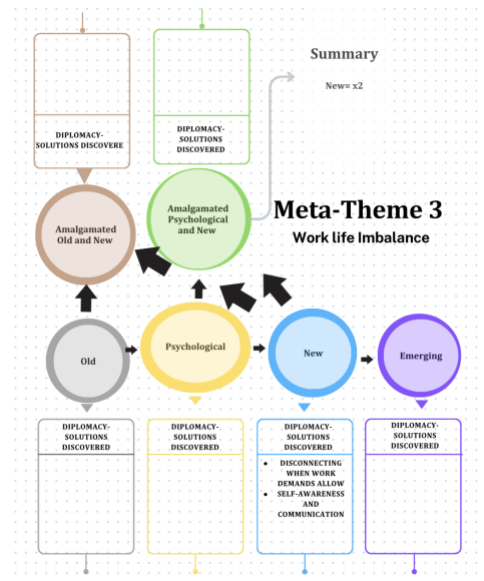 Summary
New= x2
DIPLOMACY-
SOLUTIONS DISCOVERE
DIPLOMACY-
SOLUTIONS
DISCOVERED
Amalgamated
Old and New
Amalgamated
Psychological
and New
Meta-Theme 3
Work life Imbalance
Old
Psychological
New
Emerging
DIPLOMACY-
SOLUTIONS
DISCOVERED
DIPLOMACY-
SOLUTIONS
DISCOVERED
DIPLOMACY-
SOLUTIONS
DISCOVERED
• DISCONNECTING
WHEN WORK
DEMANDS ALLOW
• SELF-AWARENESS
AND
COMMUNICATION
DIPLOMACY-
SOLUTIONS
DISCOVERED